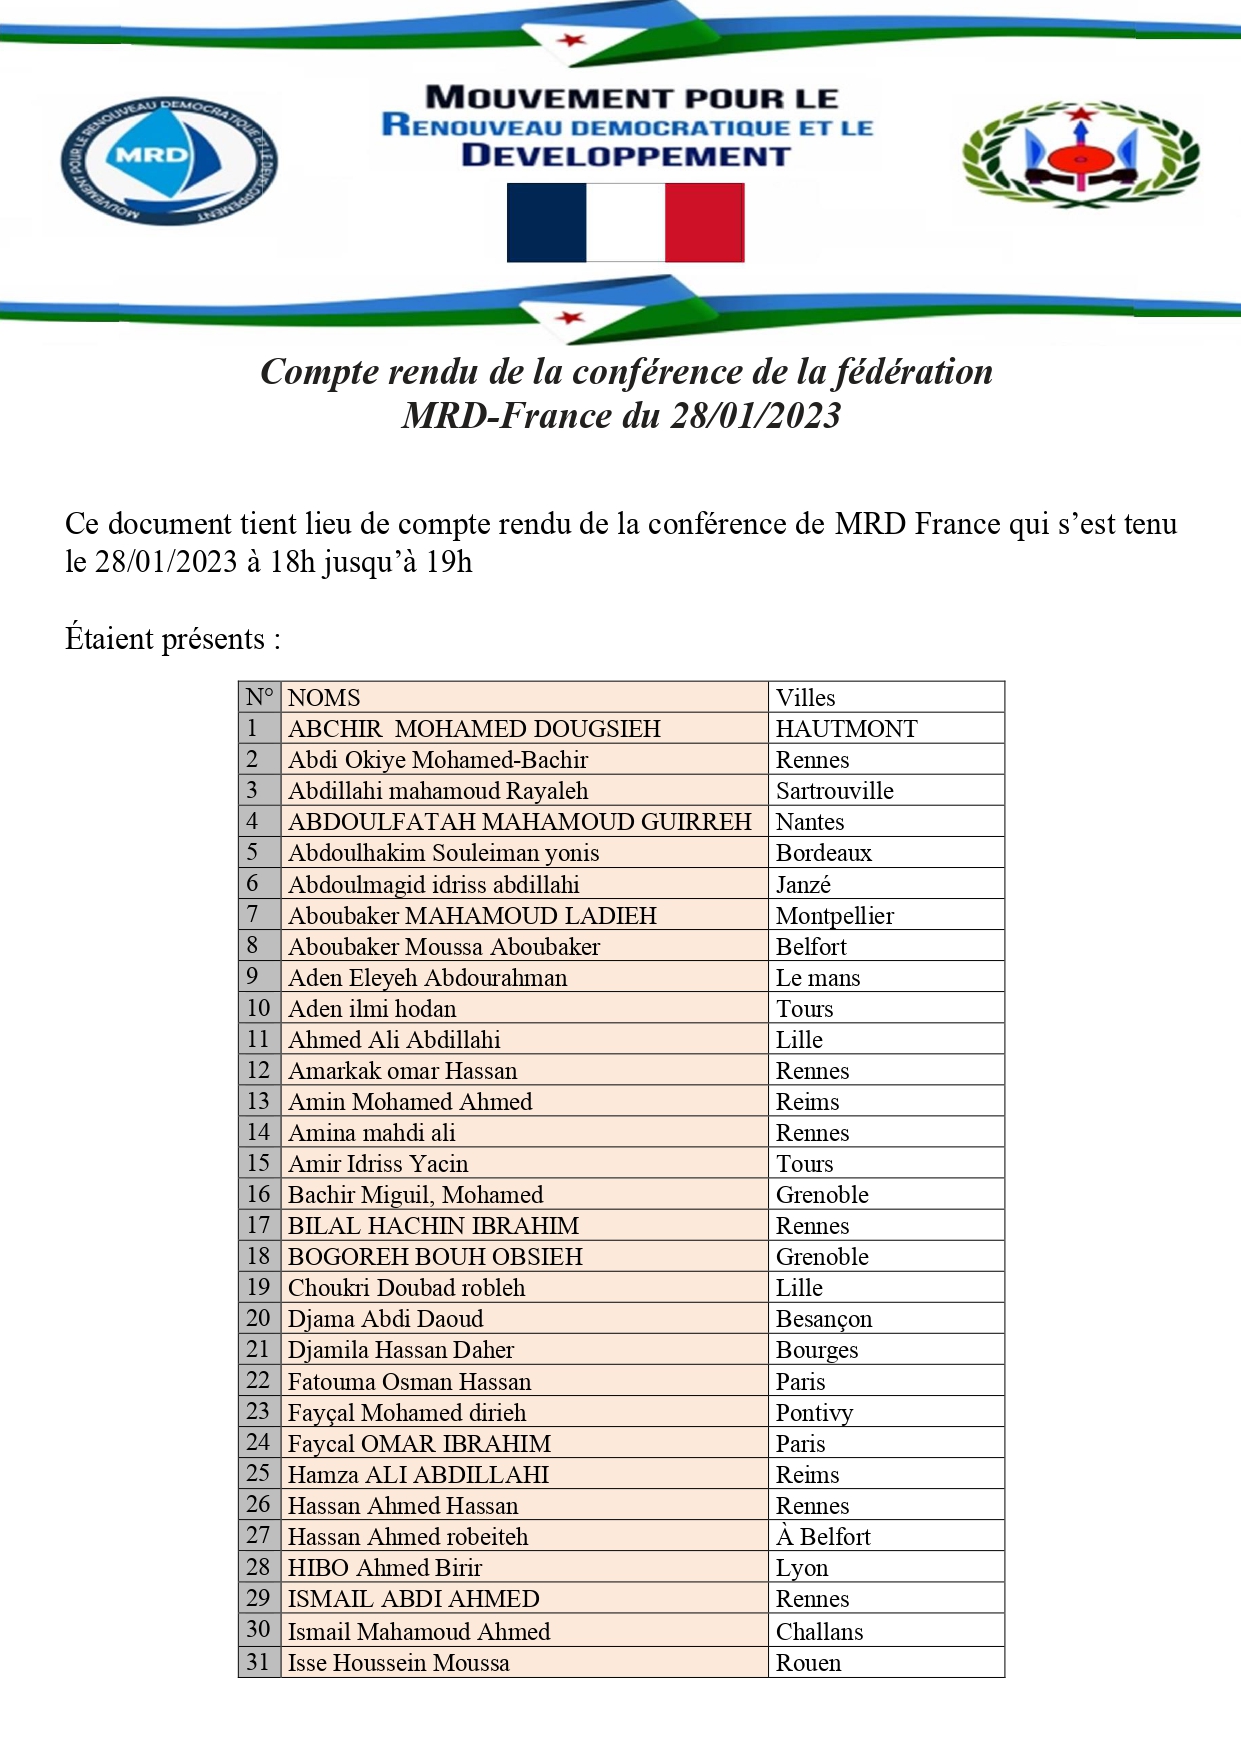 MOUVEMENT POUR LE
RENOUVEAU DEMOCRATIQUE ET LE
DEVELOPPEMENT
MOUVEMENT POUR LE RENOUVEAU DEMOCRATIQUE ET LE DEVELOPPEMENT
MRD
Compte rendu de la conférence de la fédération
MRD-France du 28/01/2023
Ce document tient lieu de compte rendu de la conférence de MRD France qui s’est tenu
le 28/01/2023 à 18h jusqu’à 19h
Étaient présents :
N° NOMS Villes
1 ABCHIR  MOHAMED DOUGSIEH HAUTMONT
2 Abdi Okiye Mohamed-Bachir Rennes
3 Abdillahi mahamoud Rayaleh Sartrouville
4 ABDOULFATAH MAHAMOUD GUIRREH Nantes
5 Abdoulhakim Souleiman yonis Bordeaux
6 Abdoulmagid idriss abdillahi Janzé
7 Aboubaker MAHAMOUD LADIEH Montpellier
8 Aboubaker Moussa Aboubaker Belfort
9 Aden Eleyeh Abdourahman Le mans
10 Aden ilmi hodan Tours
11 Ahmed Ali Abdillahi Lille
12 Amarkak omar Hassan Rennes
13 Amin Mohamed Ahmed Reims
14 Amina mahdi ali Rennes
15 Amir Idriss Yacin Tours
16 Bachir Miguil, Mohamed Grenoble
17 BILAL HACHIN IBRAHIM Rennes
18 BOGOREH BOUH OBSIEH Grenoble
19 Choukri Doubad robleh Lille
20 Djama Abdi Daoud Besançon
21 Djamila Hassan Daher Bourges
22 Fatouma Osman Hassan Paris
23 Fayçal Mohamed dirieh Pontivy
24 Faycal OMAR IBRAHIM Paris
25 Hamza ALI ABDILLAHI Reims
26 Hassan Ahmed Hassan Rennes
27 Hassan Ahmed robeiteh À Belfort
28 HIBO Ahmed Birir Lyon
29 ISMAIL ABDI AHMED Rennes
30 Ismail Mahamoud Ahmed Challans
31 Isse Houssein Moussa Rouen